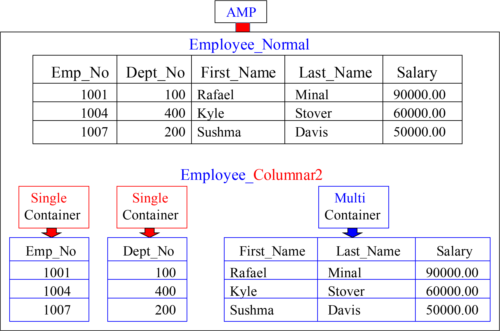 AMP
Employee_Normal
Emp_No Dept_No First_Name Last_Name Salary
1001 100 Rafael Minal 90000.00
1004 400 Kyle Stover 60000.00
1007 200 Sushma Davis 50000.00
Employee_Columnar2
Single Container
Single Container
Multi Container
Emp_No Dept_No First_Name Last_Name Salary
1001 100 Rafael Minal 90000.00
1004 400 Kyle Stover 60000.00
1007 200 Sushma Davis 50000.00